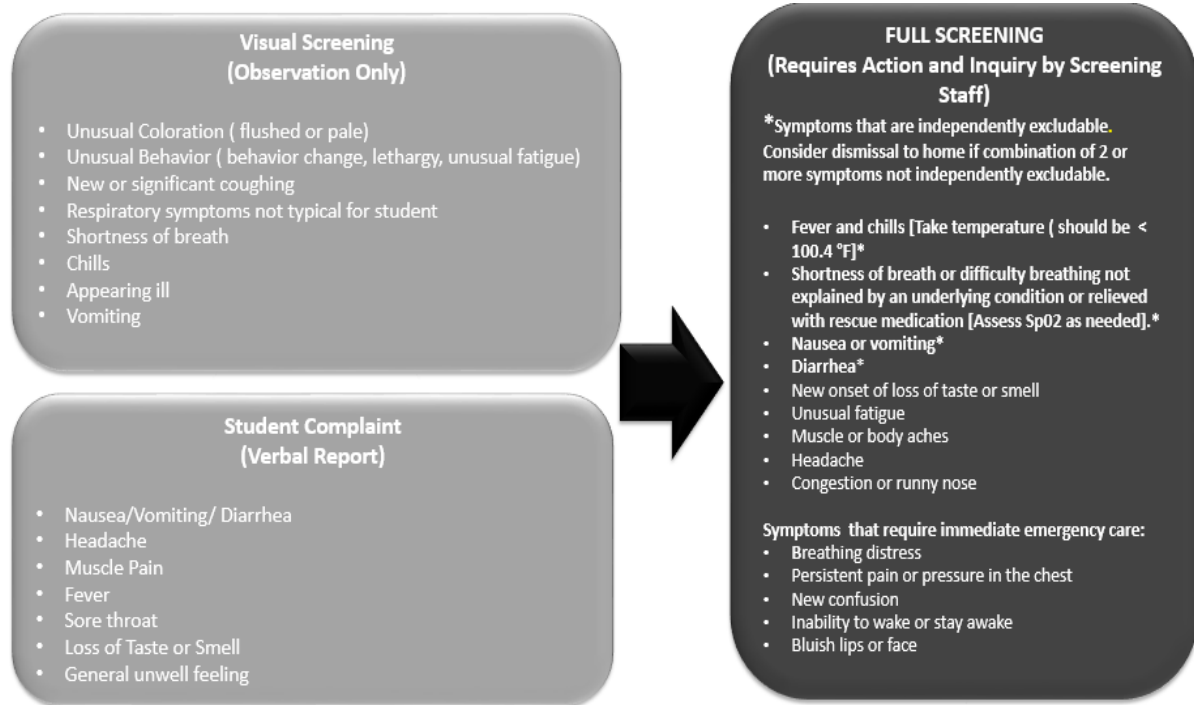 Visual Screening
(Observation Only)
• Unusual Coloration ( flushed or pale)
• Unusual Behavior ( behavior change, lethargy, unusual fatigue)
• New or significant coughing
• Respiratory symptoms not typical for student
• Shortness of breath
• Chills
• Appearing ill
• Vomiting
Student Complaint
(Verbal Report)
• Nausea/Vomiting/ Diarrhea
• Headache
• Muscle Pain
• Fever
• Sore throat
• Loss of Taste or Smell
• General unwell feeling
FULL SCREENING
(Requires Action and Inquiry by Screening
Staff)
*Symptoms that are independently excludable.
Consider dismissal to home if combination of 2 or
more symptoms not independently excludable.
• Fever and chills [Take temperature ( should be <
100.4 °F]*
• Shortness of breath or difficulty breathing not
explained by an underlying condition or relieved
with rescue medication [Assess Sp02 as needed].*
• Nausea or vomiting*
• Diarrhea*
• New onset of loss of taste or smell
• Unusual fatigue
• Muscle or body aches
• Headache
• Congestion or runny nose
Symptoms that require immediate emergency care:
• Breathing distress
• Persistent pain or pressure in the chest
• New confusion
• Inability to wake or stay awake
• Bluish lips or face